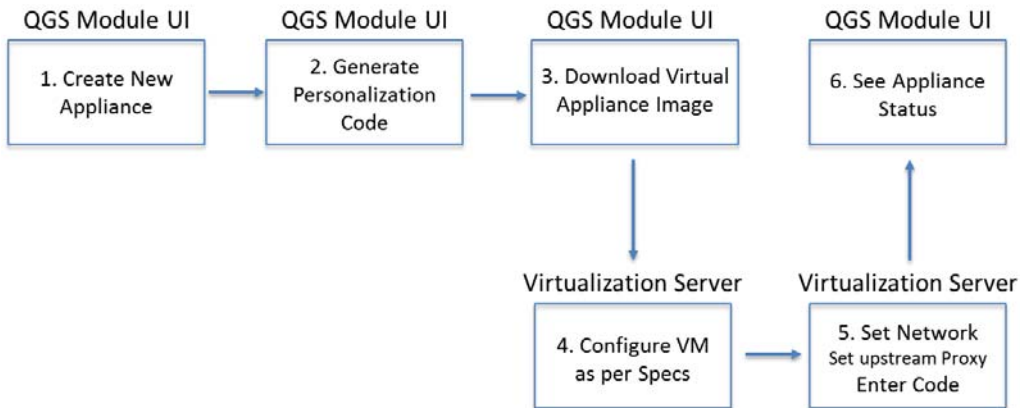 QGS Module UI
1. Create New
Appliance
QGS Module UI
2. Generate
Personalization
Code
QGS Module UI
3. Download Virtual
Appliance Image
QGS Module UI
6. See Appliance
Status
Virtualization Server
4. Configure VM
as per Specs
Virtualization Server
5. Set Network
Set upstream Proxy
Enter Code